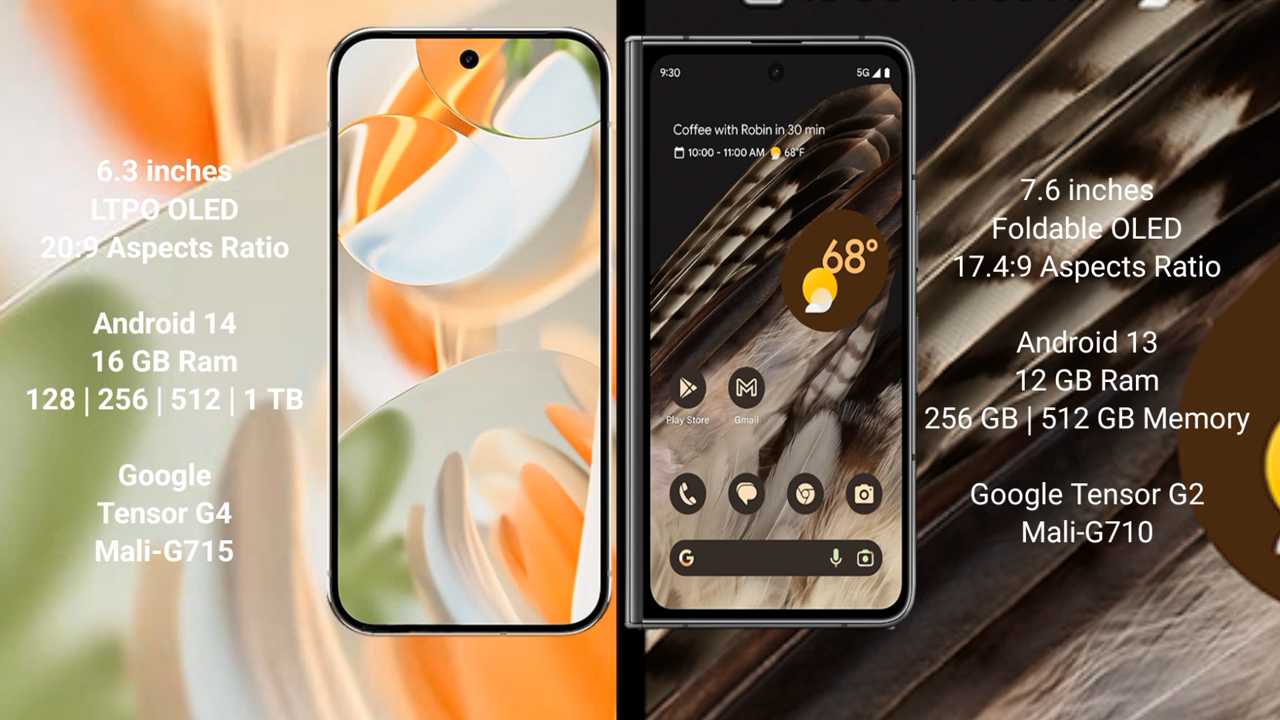 6.3 inches
LTPO OLED
20:9 Aspects Ratio
Android 14
16 GB Ram
128 | 256 | 512 | 1 TB
Google
Tensor G4
Mali-G715
9:30
5G
Coffee with Robin in 30 min
10:00 - 11:00 AM 68°F
68°
Play Store
Gmail
G
7.6 inches
Foldable OLED
17.4:9 Aspects Ratio
Android 13
12 GB Ram
256 GB | 512 GB Memory
Google Tensor G2
Mali-G710